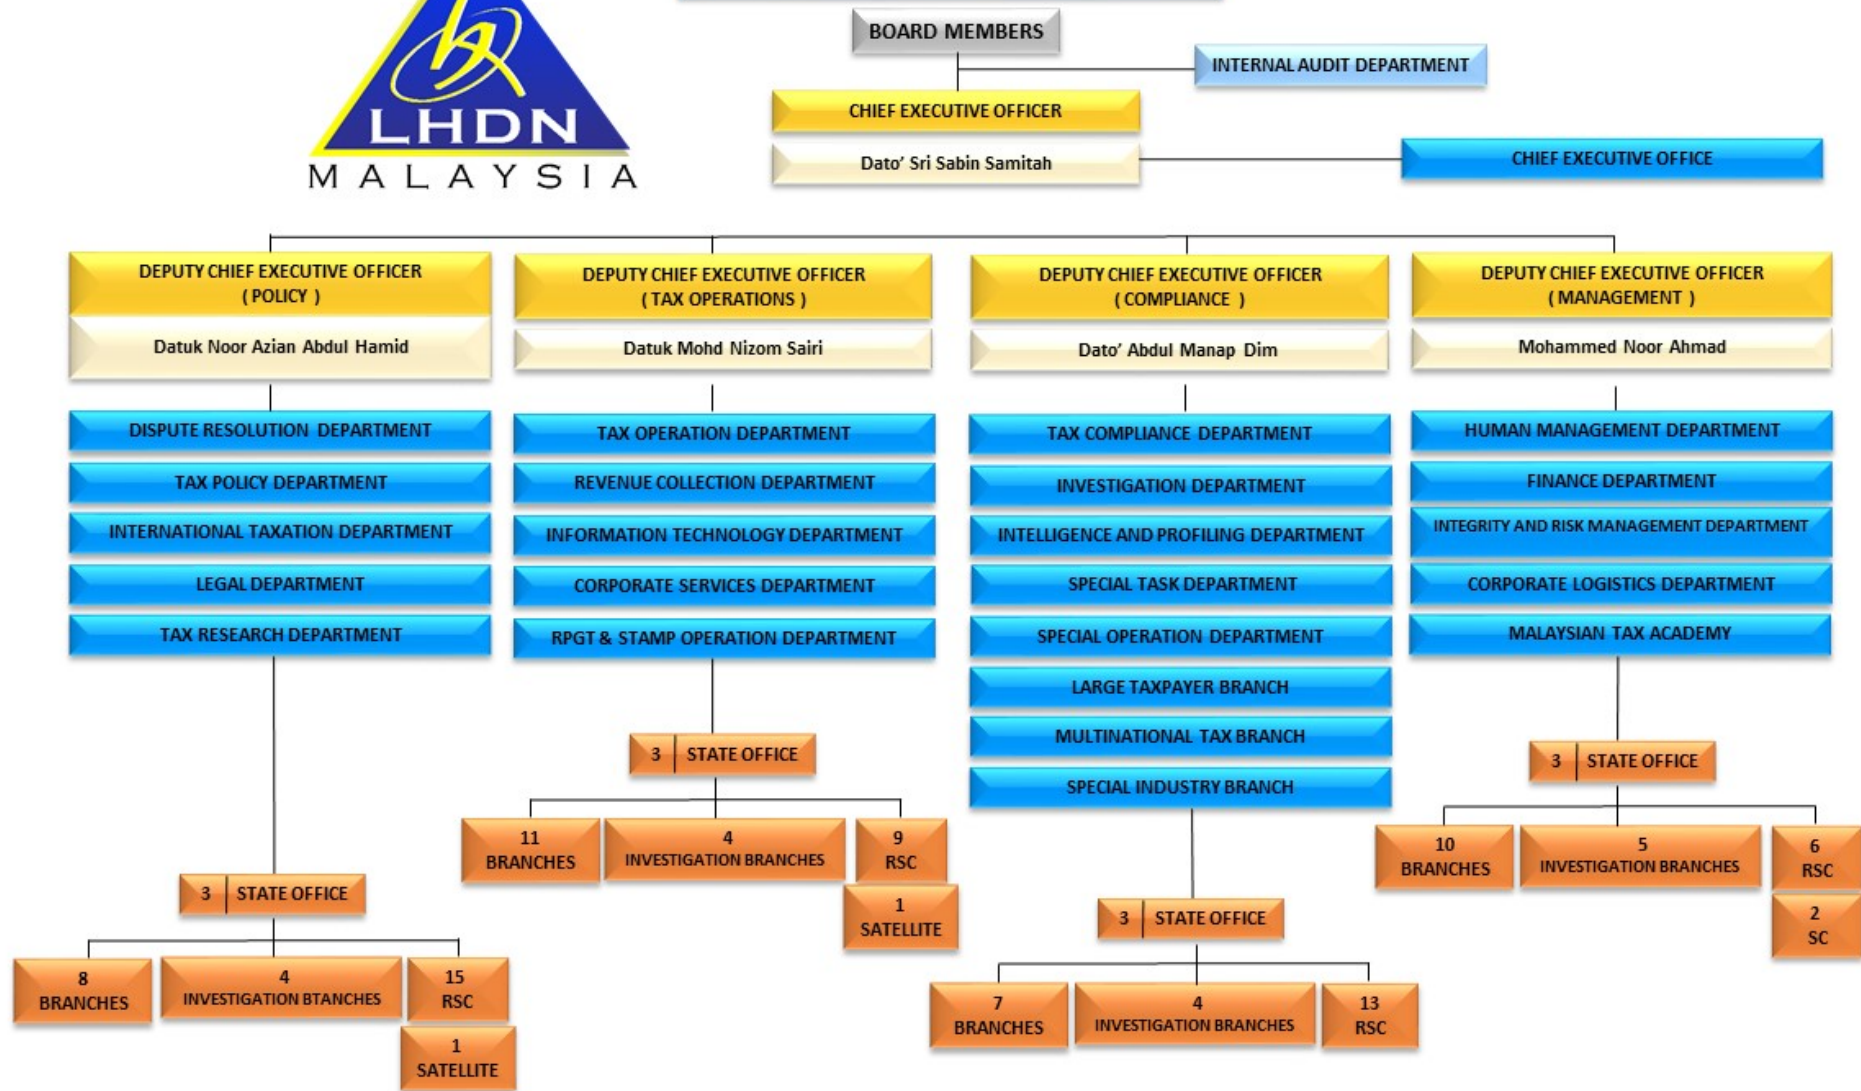 LHDN
MALAYSIA
BOARD MEMBERS
INTERNAL AUDIT DEPARTMENT
CHIEF EXECUTIVE OFFICER
Dato' Sri Sabin Samitah
CHIEF EXECUTIVE OFFICE
DEPUTY CHIEF EXECUTIVE OFFICER
( POLICY )
Datuk Noor Azian Abdul Hamid
DISPUTE RESOLUTION DEPARTMENT
TAX POLICY DEPARTMENT
INTERNATIONAL TAXATION DEPARTMENT
LEGAL DEPARTMENT
TAX RESEARCH DEPARTMENT
3 STATE OFFICE
8
BRANCHES
4
INVESTIGATION BTANCHES
15
RSC
1
SATELLITE
DEPUTY CHIEF EXECUTIVE OFFICER
( TAX OPERATIONS )
Datuk Mohd Nizom Sairi
TAX OPERATION DEPARTMENT
REVENUE COLLECTION DEPARTMENT
INFORMATION TECHNOLOGY DEPARTMENT
CORPORATE SERVICES DEPARTMENT
RPGT & STAMP OPERATION DEPARTMENT
3 STATE OFFICE
11
BRANCHES
4
INVESTIGATION BRANCHES
9
RSC
1
SATELLITE
DEPUTY CHIEF EXECUTIVE OFFICER
( COMPLIANCE )
Dato' Abdul Manap Dim
TAX COMPLIANCE DEPARTMENT
INVESTIGATION DEPARTMENT
INTELLIGENCE AND PROFILING DEPARTMENT
SPECIAL TASK DEPARTMENT
SPECIAL OPERATION DEPARTMENT
LARGE TAXPAYER BRANCH
MULTINATIONAL TAX BRANCH
SPECIAL INDUSTRY BRANCH
3 STATE OFFICE
7
BRANCHES
4
INVESTIGATION BRANCHES
13
RSC
DEPUTY CHIEF EXECUTIVE OFFICER
( MANAGEMENT )
Mohammed Noor Ahmad
HUMAN MANAGEMENT DEPARTMENT
FINANCE DEPARTMENT
INTEGRITY AND RISK MANAGEMENT DEPARTMENT
CORPORATE LOGISTICS DEPARTMENT
MALAYSIAN TAX ACADEMY
3 STATE OFFICE
10
BRANCHES
5
INVESTIGATION BRANCHES
6
RSC
2
SC